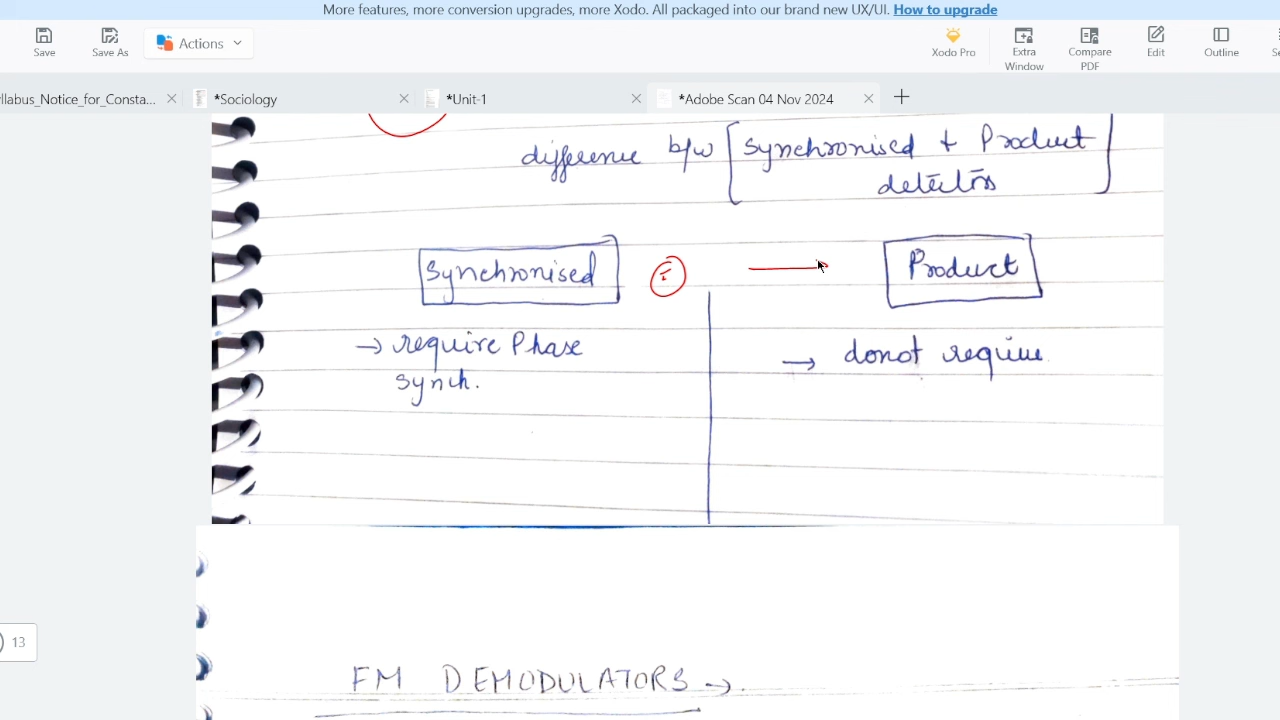 More features, more conversion upgrades, more Xodo. All packaged into our brand new UX/UI. How to upgrade
Save
Save As
Actions
Xodo Pro
Extra Window
Compare PDF
Edit
Outline
llabus_Notice_for_Consta...
*Sociology
*Unit-1
*Adobe Scan 04 Nov 2024
difference b/w [Synchronised + Product
detectors]
Synchronised
Product
→ require Phase
synch.
→ donot require
13
FM DEMODULATORS →.